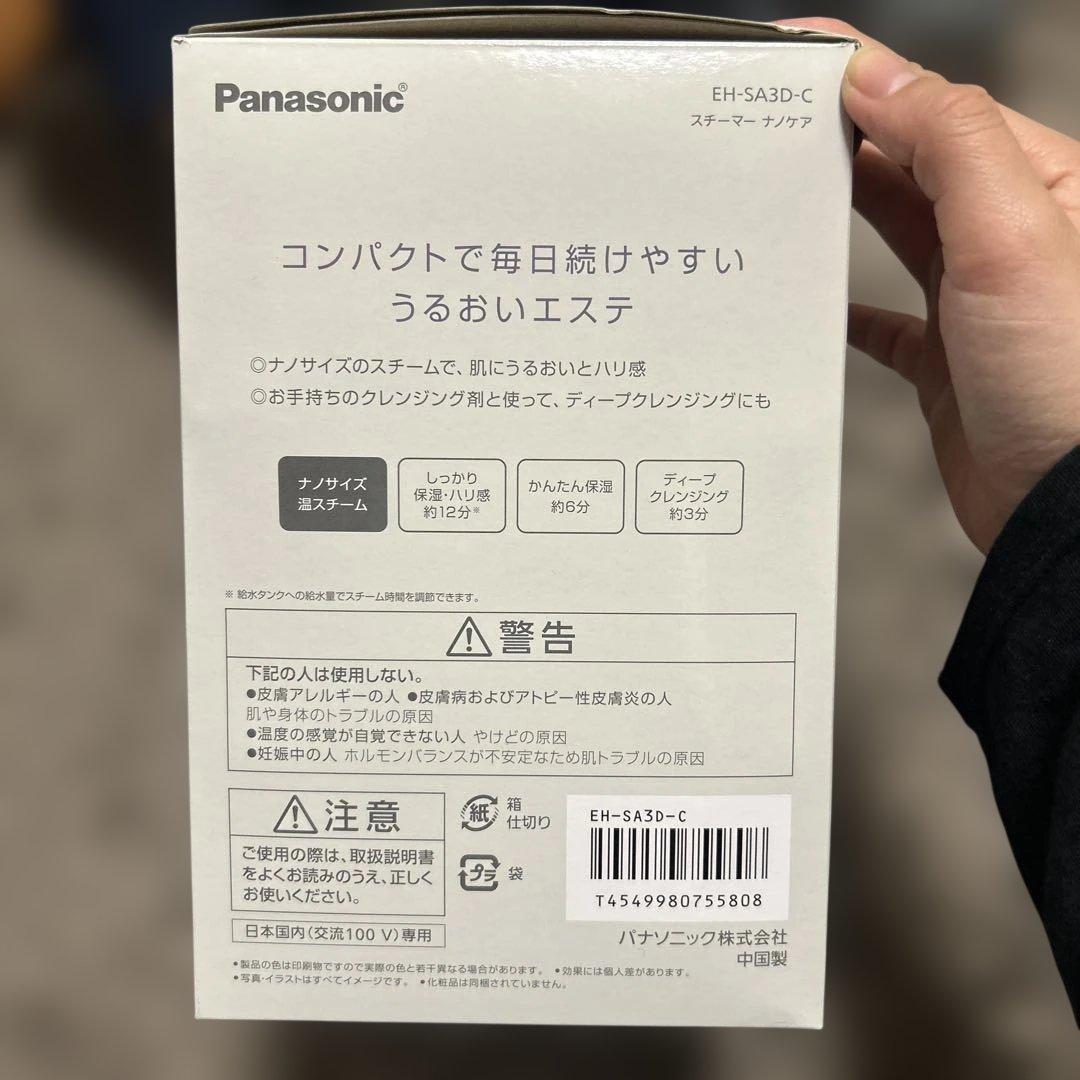 Panasonic®
EH-SA3D-C
スチーマー ナノケア
コンパクトで毎日続けやすい
うるおいエステ
◎ナノサイズのスチームで、肌にうるおいとハリ感
◎お手持ちのクレンジング剤と使って、ディープクレンジングにも
ナノサイズ
温スチーム
しっかり
保湿・ハリ感
約12分※
かんたん保湿
約6分
ディープ
クレンジング
約3分
※ 給水タンクへの給水量でスチーム時間を調節できます。
警告
下記の人は使用しない。
●皮膚アレルギーの人 ●皮膚病およびアトピー性皮膚炎の人
肌や身体のトラブルの原因
●温度の感覚が自覚できない人 やけどの原因
●妊娠中の人 ホルモンバランスが不安定なため肌トラブルの原因
注意
ご使用の際は、取扱説明書
をよくお読みのうえ、正しく
お使いください。
日本国内(交流100 V)専用
紙
箱
仕切り
プラ
袋
EH-SA3D-C
T4549980755808
パナソニック株式会社
中国製
●製品の色は印刷物ですので実際の色と若干異なる場合があります。 ●効果には個人差があります。
●写真・イラストはすべてイメージです。 ●化粧品は同梱されていません。